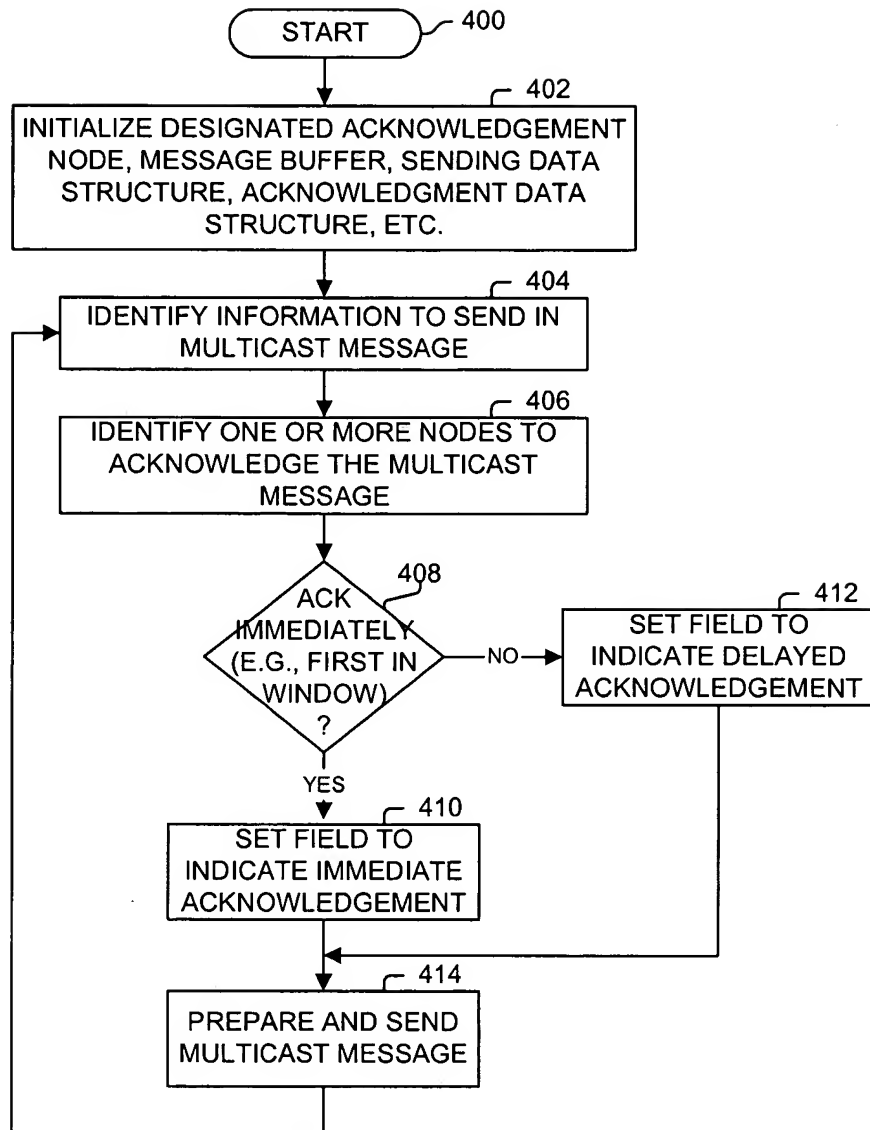 START
400
402
INITIALIZE DESIGNATED ACKNOWLEDGEMENT
NODE, MESSAGE BUFFER, SENDING DATA
STRUCTURE, ACKNOWLEDGMENT DATA
STRUCTURE, ETC.
404
IDENTIFY INFORMATION TO SEND IN
MULTICAST MESSAGE
406
IDENTIFY ONE OR MORE NODES TO
ACKNOWLEDGE THE MULTICAST
MESSAGE
408
ACK
IMMEDIATELY
(E.G., FIRST IN
WINDOW)
?
NO
412
SET FIELD TO
INDICATE DELAYED
ACKNOWLEDGEMENT
YES
410
SET FIELD TO
INDICATE IMMEDIATE
ACKNOWLEDGEMENT
414
PREPARE AND SEND
MULTICAST MESSAGE